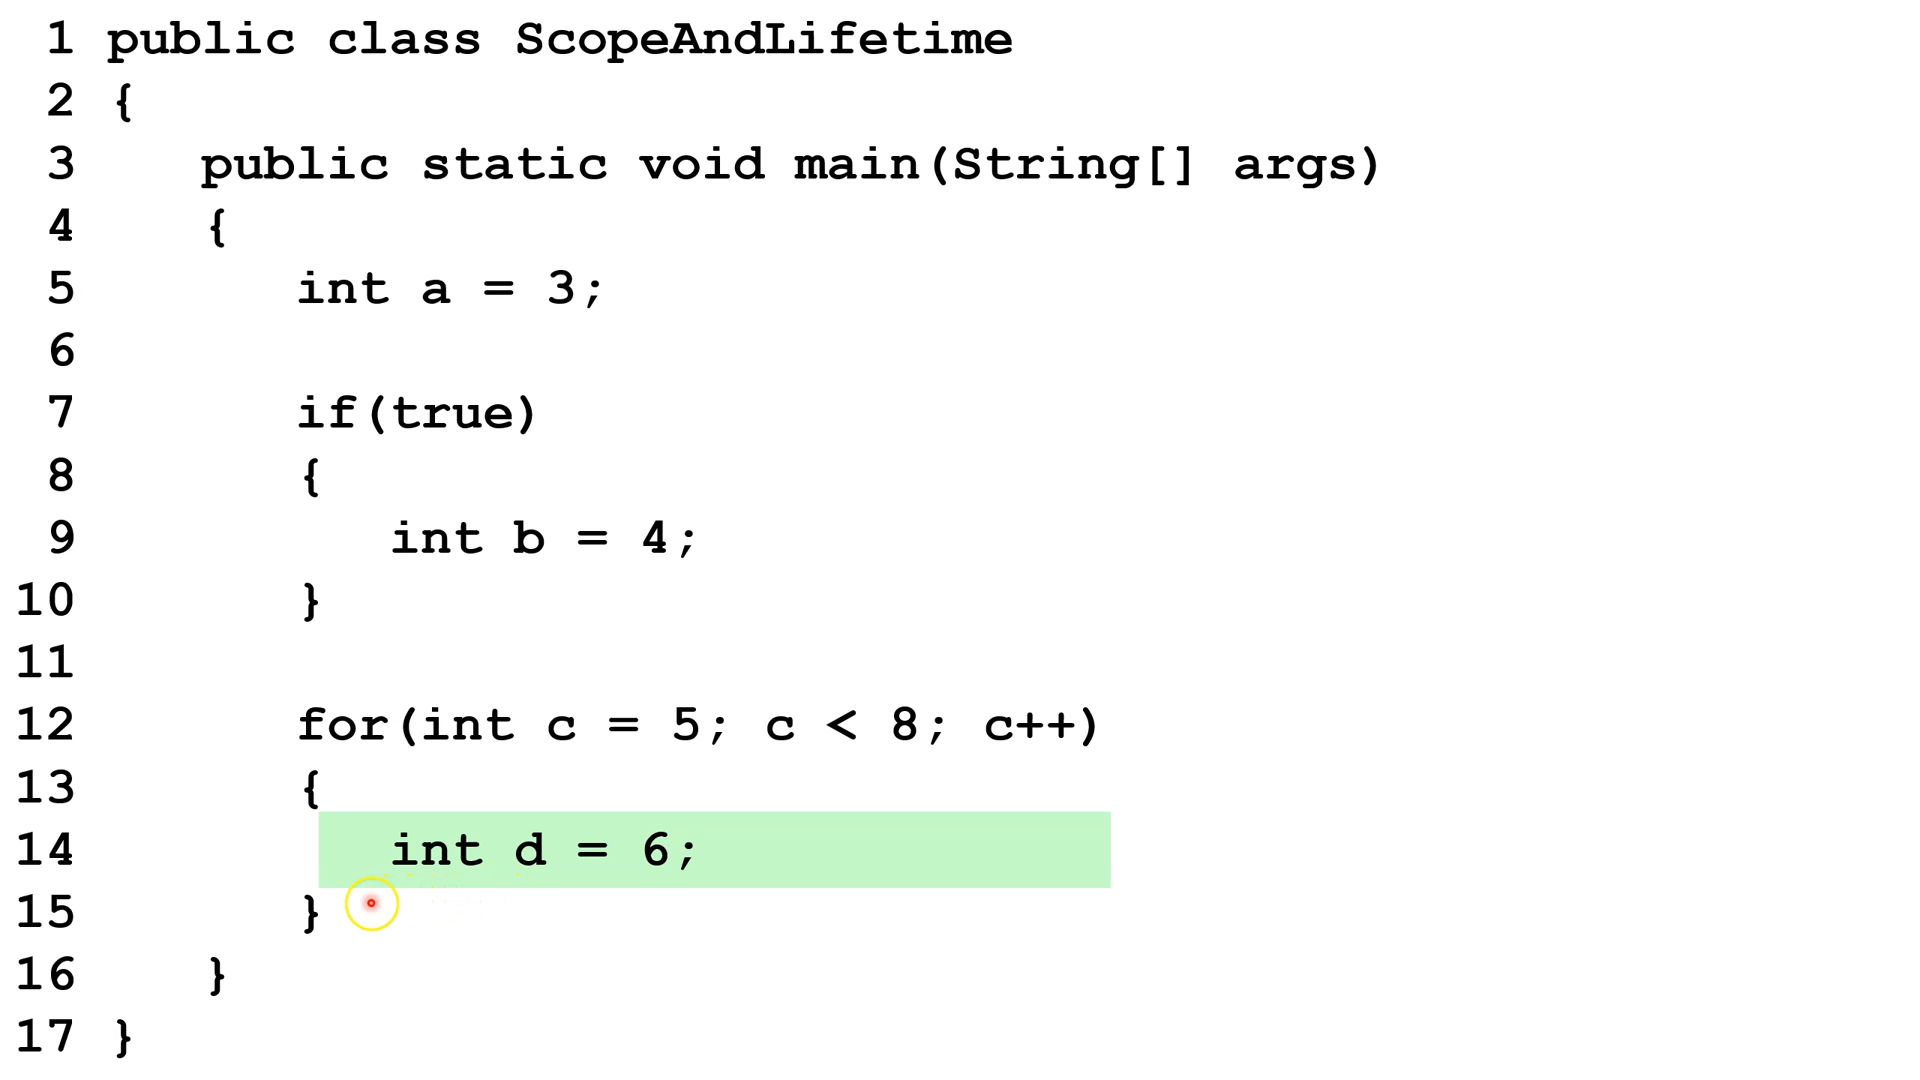 1 public class ScopeAndLifetime
2 {
3    public static void main(String[] args)
4    {
5       int a = 3;
6
7       if(true)
8       {
9          int b = 4;
10       }
11
12       for(int c = 5; c < 8; c++)
13       {
14          int d = 6;
15       }
16    }
17 }